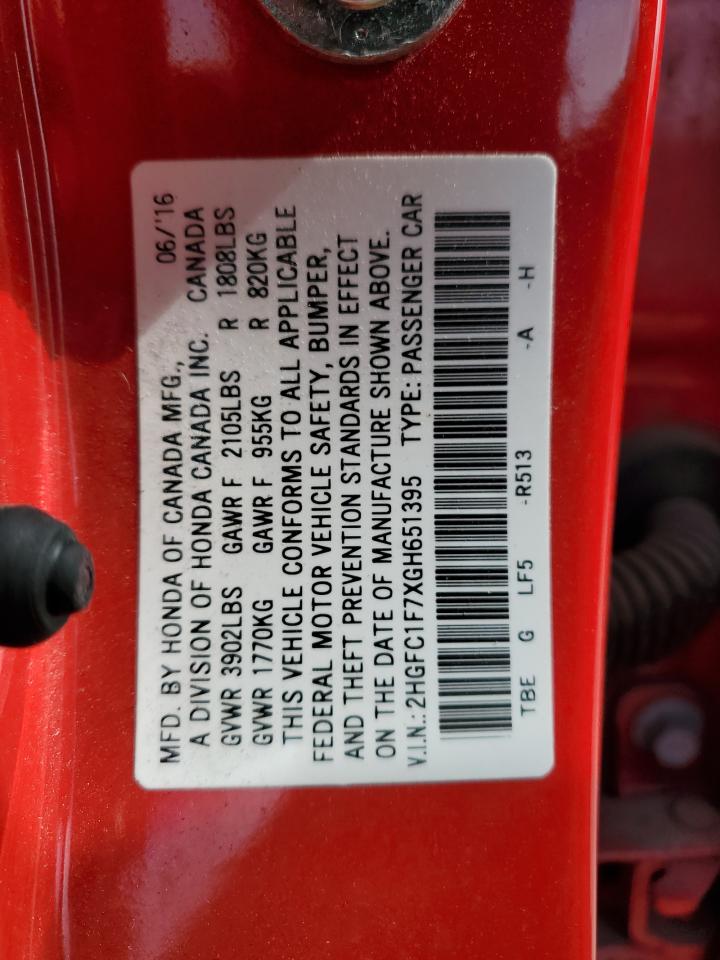 MFD. BY HONDA OF CANADA MFG., 06/'16
A DIVISION OF HONDA CANADA INC. CANADA
GVWR 3902LBS GAWR F 2105LBS R 1808LBS
GVWR 1770KG GAWR F 955KG R 820KG
THIS VEHICLE CONFORMS TO ALL APPLICABLE
FEDERAL MOTOR VEHICLE SAFETY, BUMPER,
AND THEFT PREVENTION STANDARDS IN EFFECT
ON THE DATE OF MANUFACTURE SHOWN ABOVE.
V.I.N.: 2HGFC1F7XGH651395 TYPE: PASSENGER CAR
TBE G LF5 -R513 -A -H